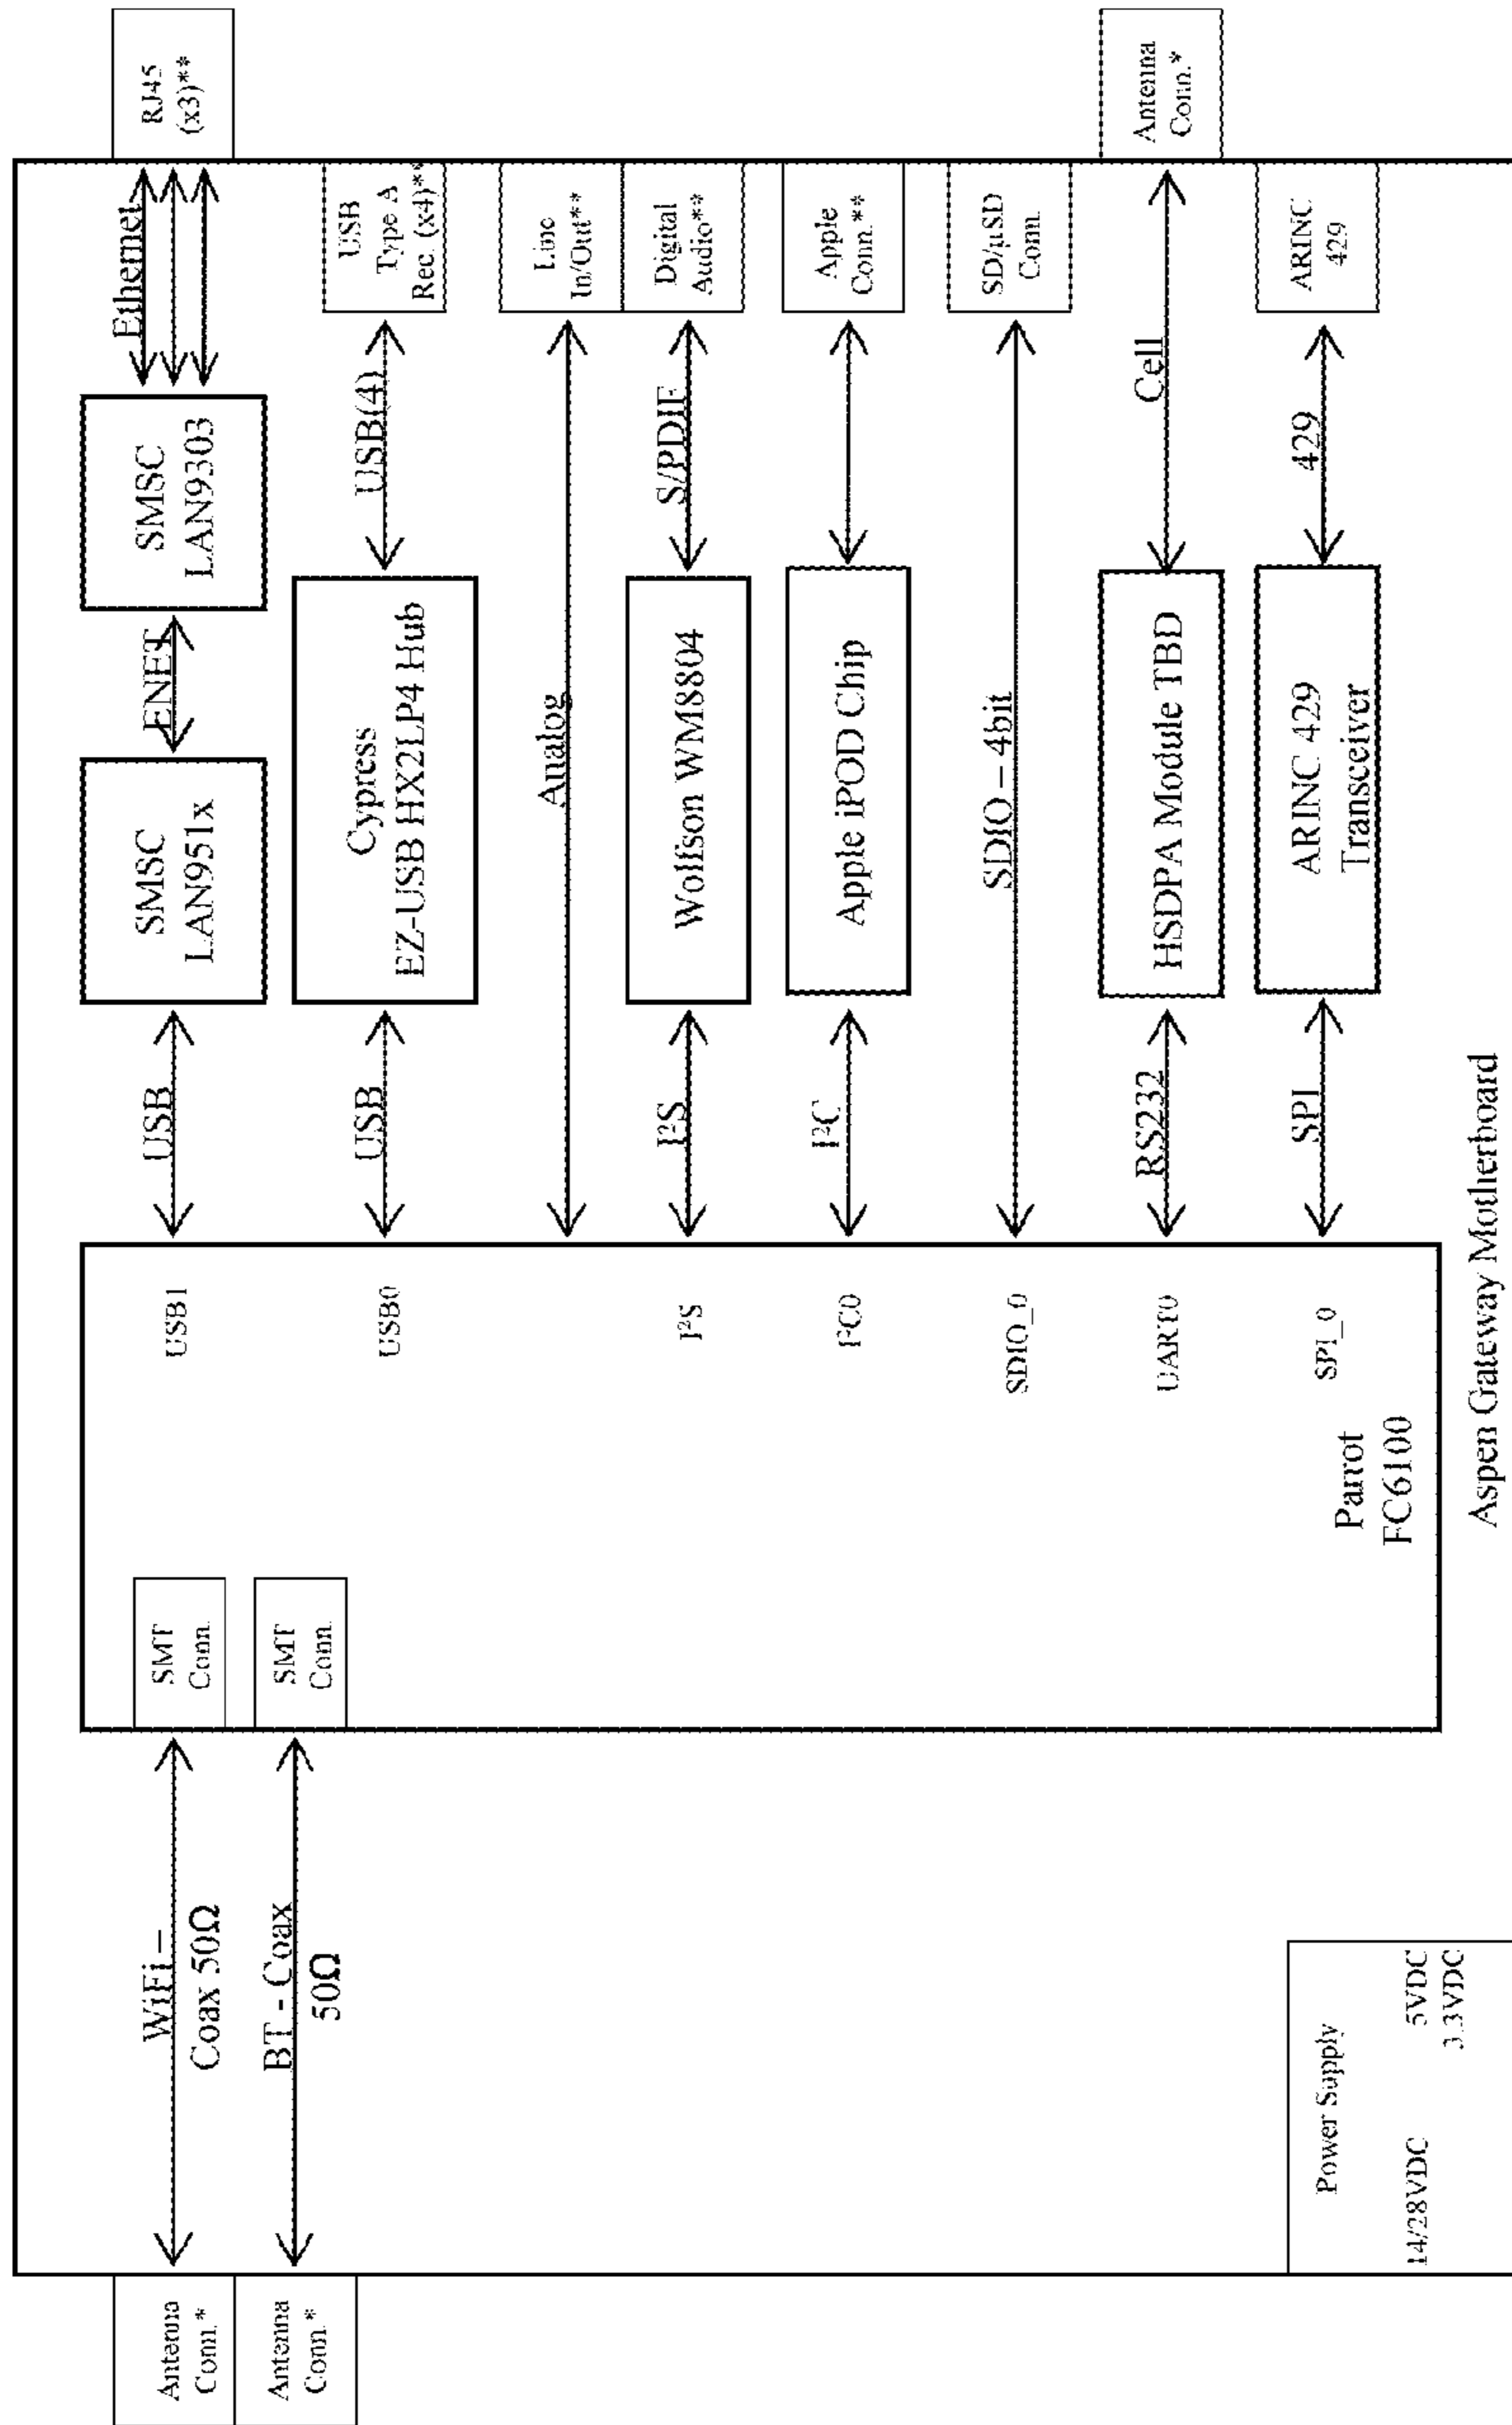 Antenna
Conn.*
WiFi –
Coax 50Ω
SMT
Conn.
USB1
USB
SMSC
LAN951x
ENET
SMSC
LAN9303
Ethernet
RJ45
(x3)**
Antenna
Conn.*
BT - Coax
50Ω
SMT
Conn.
USB0
USB
Cypress
EZ-USB HX2LP4 Hub
USB(4)
USB
Type A
Rec. (x4)**
Analog
Line
In/Out**
I²S
I²S
Wolfson WM8804
S/PDIF
Digital
Audio**
I²C0
I²C
Apple iPOD Chip
Apple
Conn.**
SDIO_0
SDIO – 4bit
SD/µSD
Conn.
UART0
RS232
HSDPA Module TBD
Cell
Antenna
Conn.*
SPI_0
SPI
ARINC 429
Transceiver
429
ARINC
429
Parrot
FC6100
Power Supply
14/28VDC 5VDC
3.3VDC
Aspen Gateway Motherboard